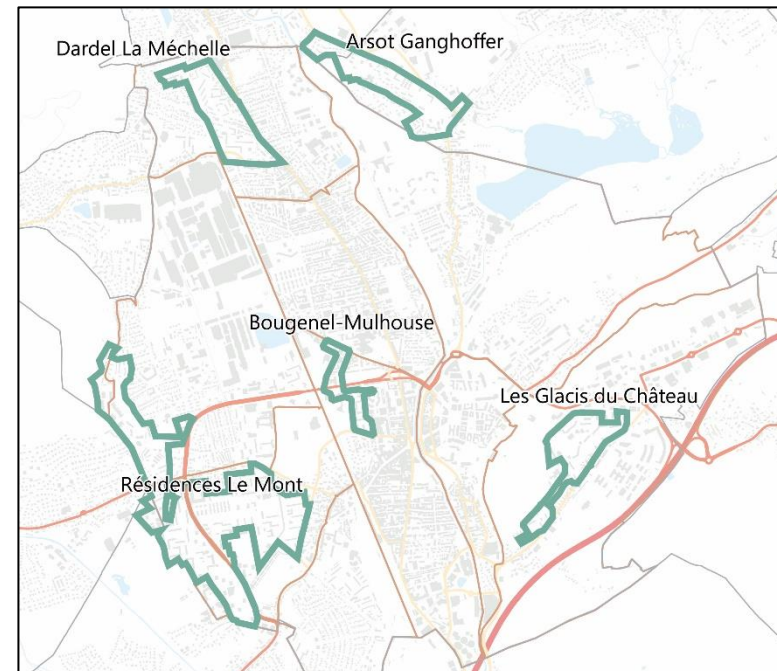 Arsot Ganghoffer
Dardel La Méchelle
Bougenel-Mulhouse
Les Glacis du Château
Résidences Le Mont